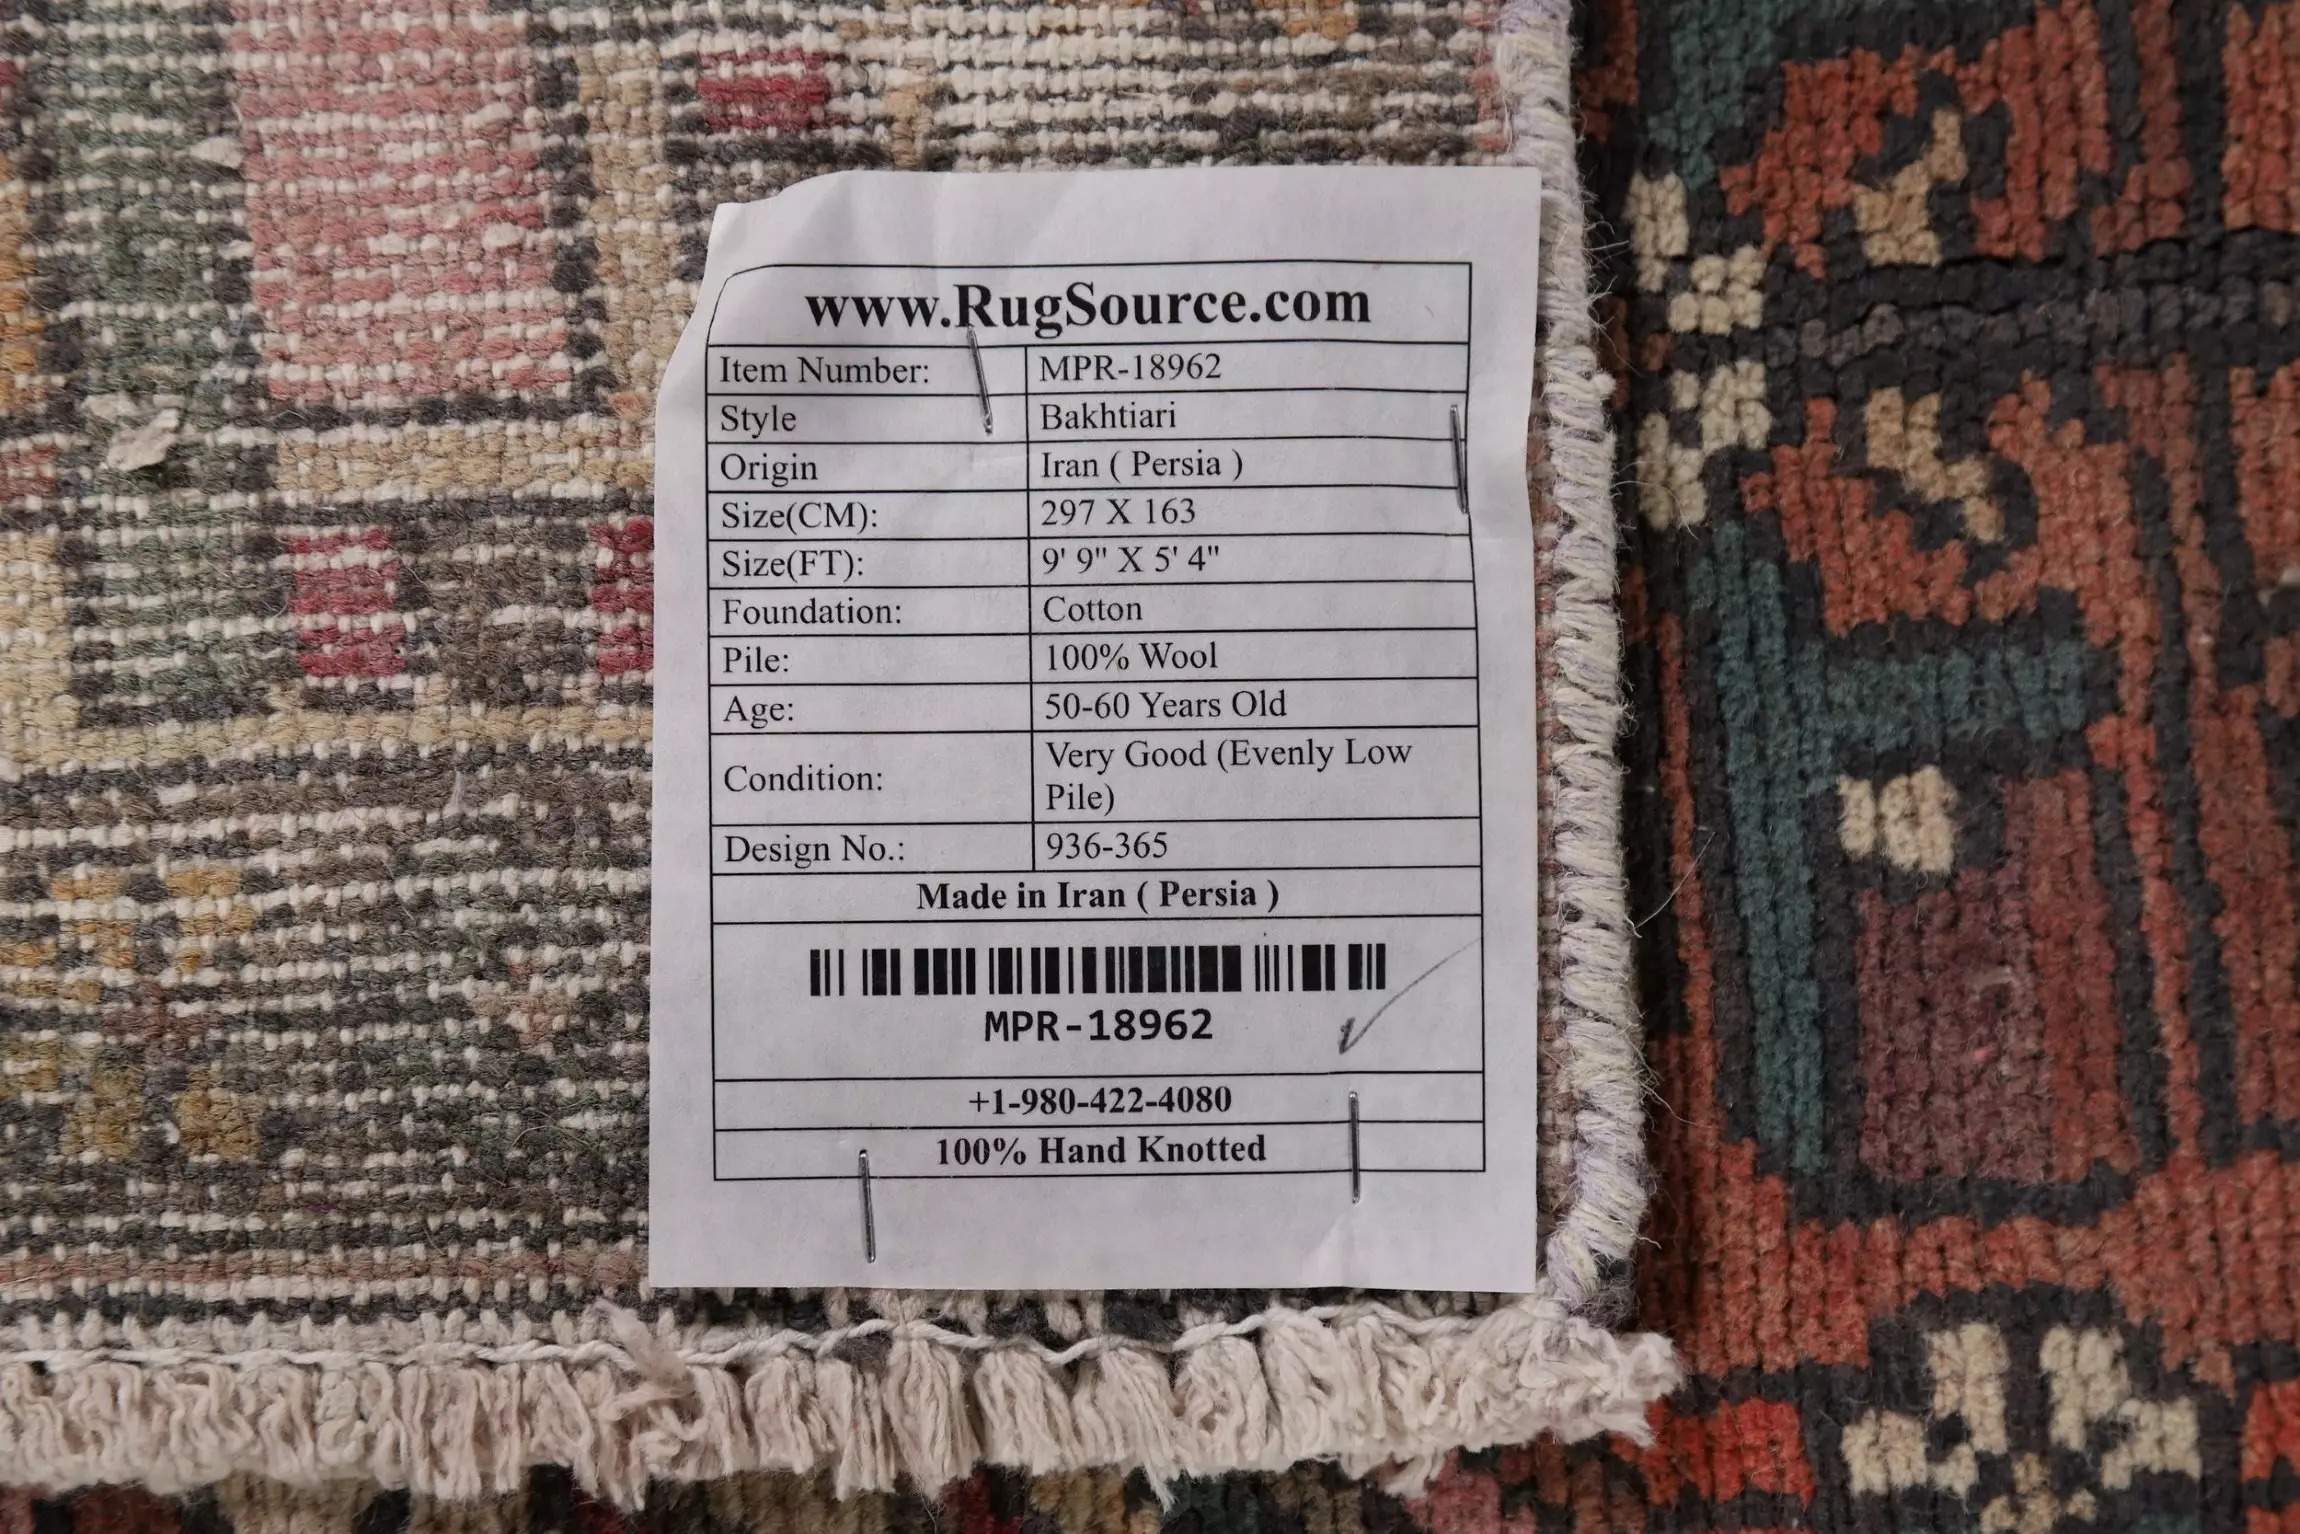 www.RugSource.com
Item Number: MPR-18962
Style Bakhtiari
Origin Iran ( Persia )
Size(CM): 297 X 163
Size(FT): 9' 9" X 5' 4"
Foundation: Cotton
Pile: 100% Wool
Age: 50-60 Years Old
Condition: Very Good (Evenly Low
Pile)
Design No.: 936-365
Made in Iran ( Persia )
MPR-18962
+1-980-422-4080
100% Hand Knotted